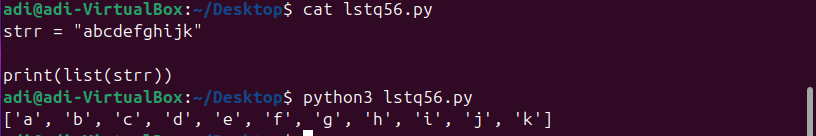 adi@adi-VirtualBox:~/Desktop$ cat lstq56.py
strr = "abcdefghijk"
print(list(strr))
adi@adi-VirtualBox:~/Desktop$ python3 lstq56.py
['a', 'b', 'c', 'd', 'e', 'f', 'g', 'h', 'i', 'j', 'k']
adi@adi-VirtualBox:~/Desktop$